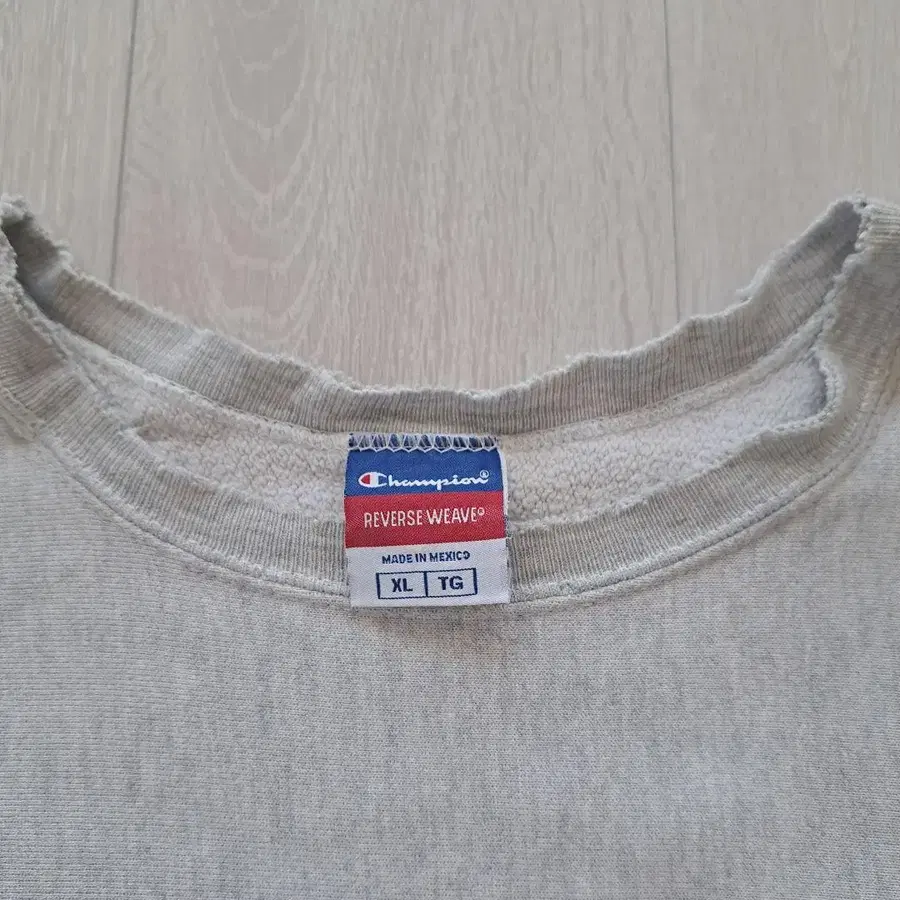 Champion®
REVERSE WEAVE®
MADE IN MEXICO
XL TG